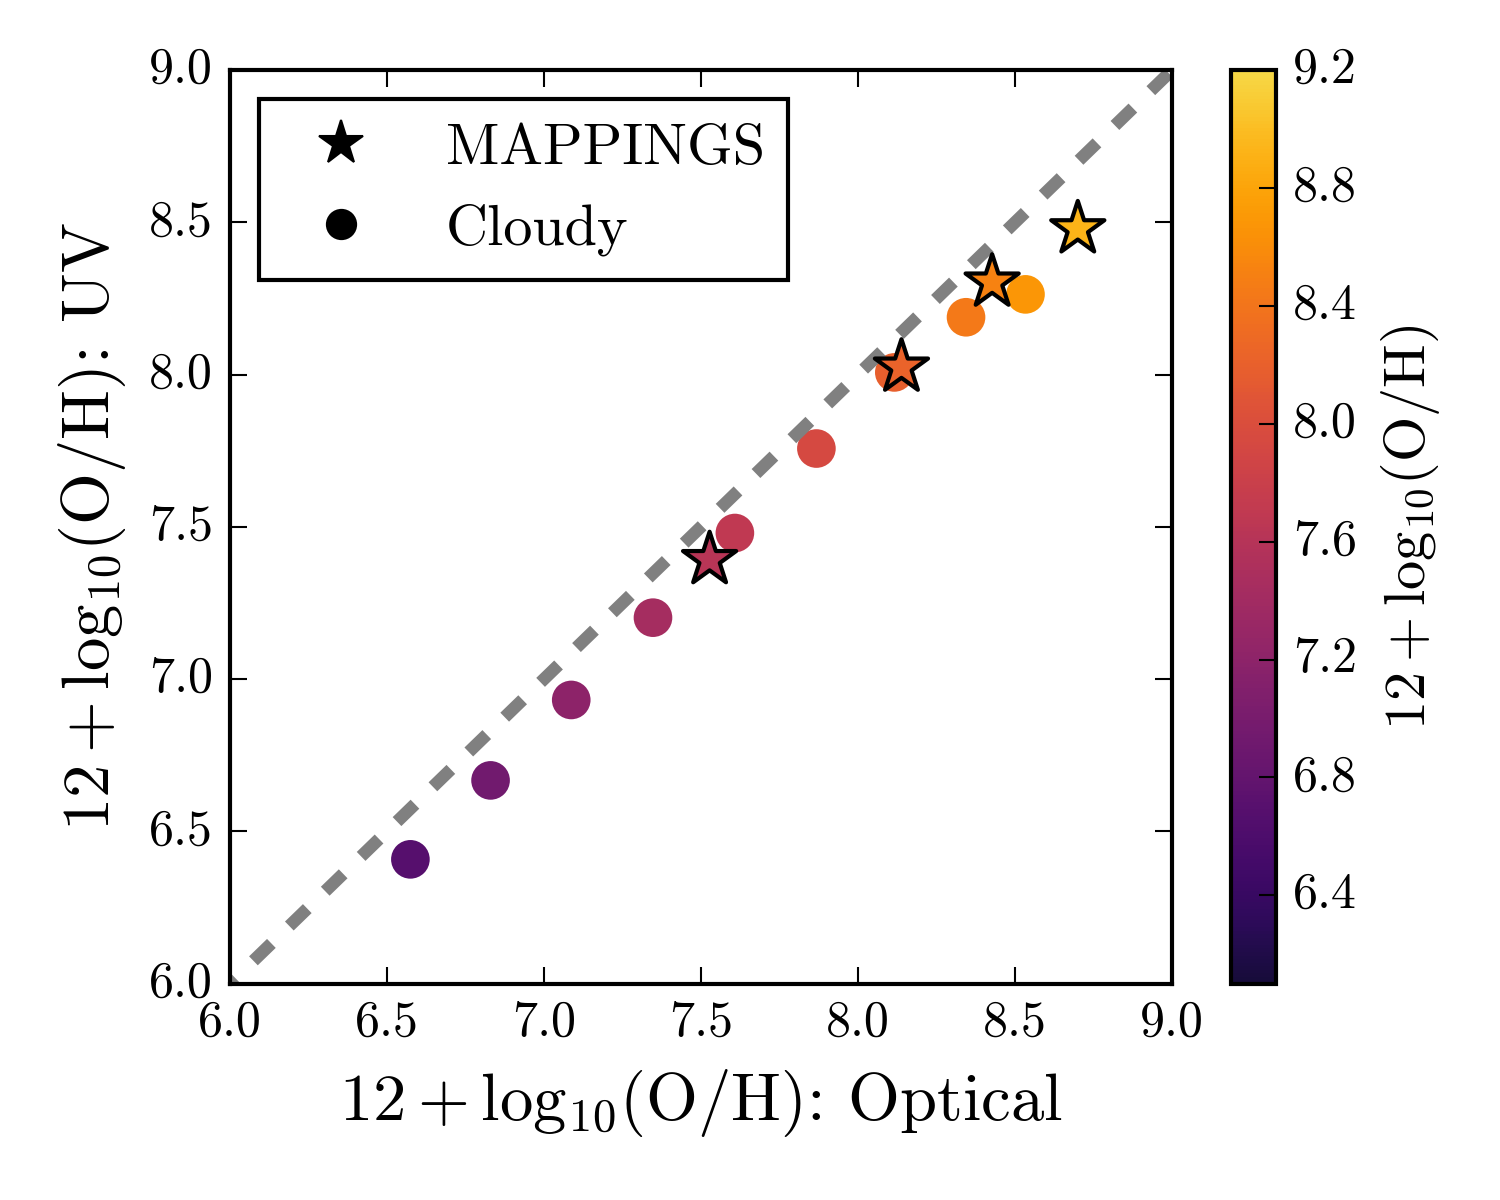 MAPPINGS
Cloudy
9.0
8.5
8.0
7.5
7.0
6.5
6.0
12 + log₁₀(O/H): UV
6.0 6.5 7.0 7.5 8.0 8.5 9.0
12 + log₁₀(O/H): Optical
9.2
8.8
8.4
8.0
7.6
7.2
6.8
6.4
12 + log₁₀(O/H)